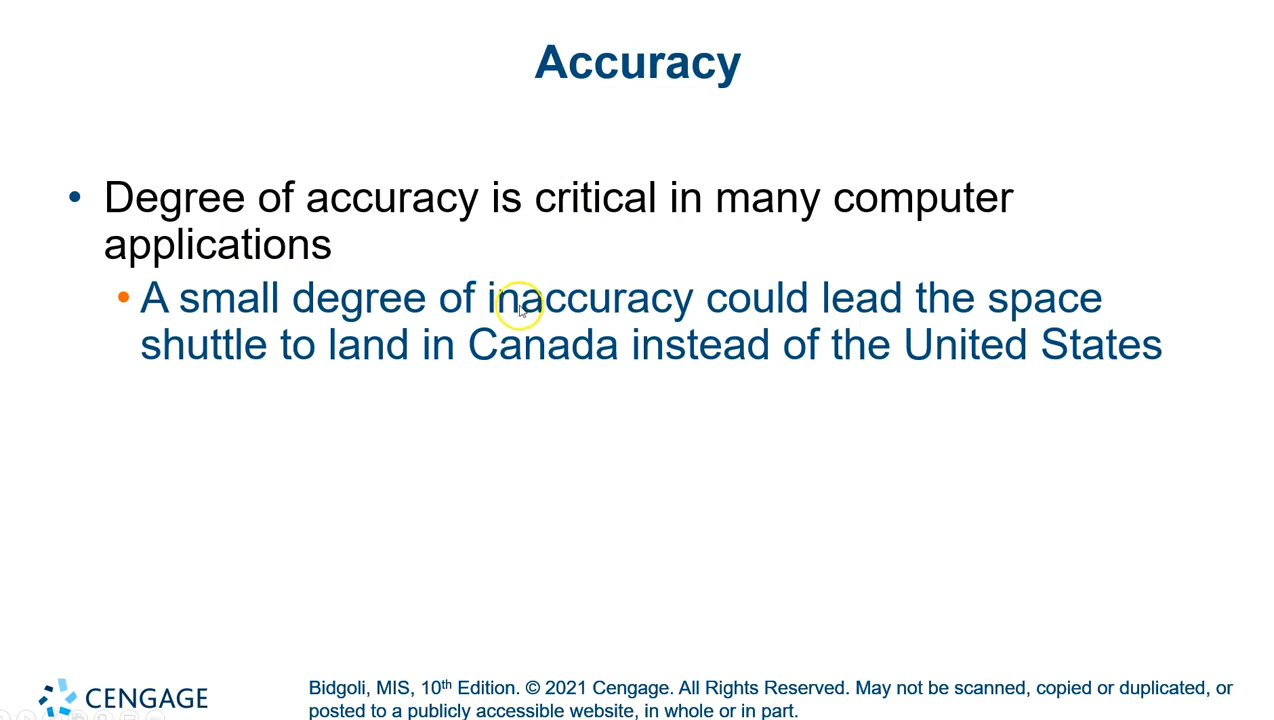 Accuracy
• Degree of accuracy is critical in many computer
applications
• A small degree of inaccuracy could lead the space
shuttle to land in Canada instead of the United States
CENGAGE
Bidgoli, MIS, 10th Edition. © 2021 Cengage. All Rights Reserved. May not be scanned, copied or duplicated, or
posted to a publicly accessible website, in whole or in part.